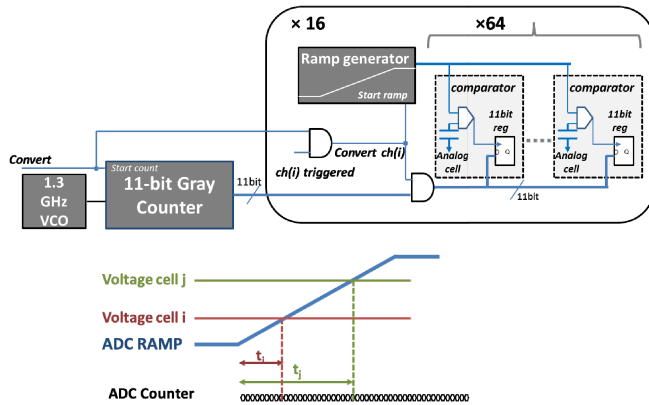 × 16
×64
Ramp generator
Start ramp
comparator
11bit
reg
Analog
cell
comparator
11bit
reg
Analog
cell
Convert
ch(i) triggered
Convert ch(i)
Start count
11-bit Gray
Counter
1.3
GHz
VCO
11bit
11bit
Voltage cell j
Voltage cell i
ADC RAMP
ti
tj
ADC Counter